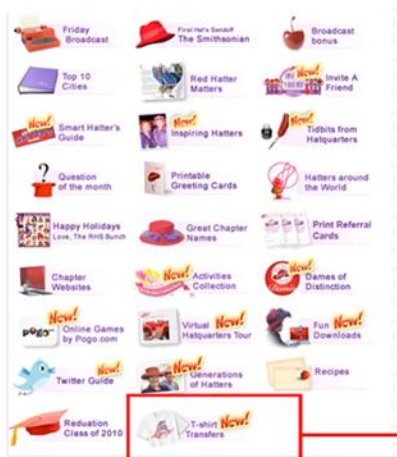 Friday
Broadcast
First Hat's Sendoff
The Smithsonian
Broadcast
bonus
Top 10
Cities
Red Hatter
Matters
New!
Invite A
Friend
New!
Smart Hatter's
Guide
New!
Inspiring Hatters
New!
Tidbits from
Hatquarters
?
Question
of the month
Printable
Greeting Cards
Hatters around
the World
Happy Holidays
Love, The RHS Bunch
Great Chapter
Names
Print Referral
Cards
Chapter
Websites
New!
Activities
Collection
New!
Dames of
Distinction
pogo
New!
Online Games
by Pogo.com
Virtual New!
Hatquarters Tour
Fun New!
Downloads
New!
Twitter Guide
New!
Generations
of Hatters
Recipes
Reduation
Class of 2010
T-shirt New!
Transfers